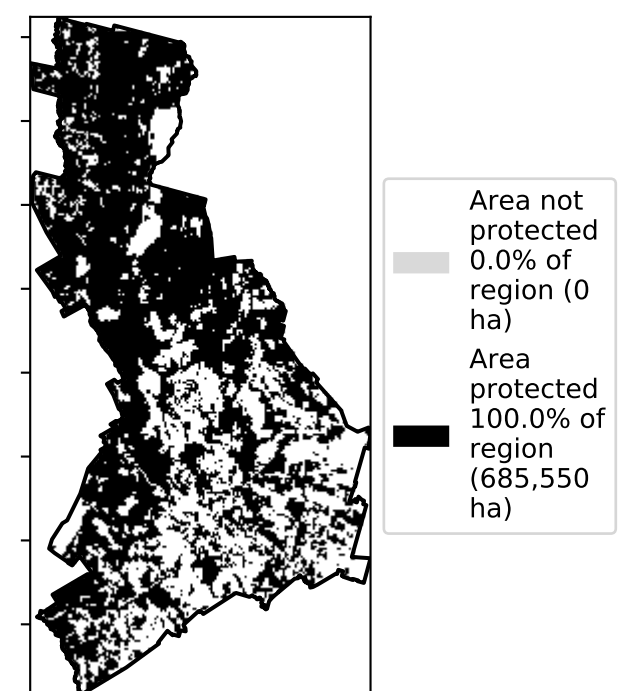 Area not
protected
0.0% of
region (0
ha)
Area
protected
100.0% of
region
(685,550
ha)